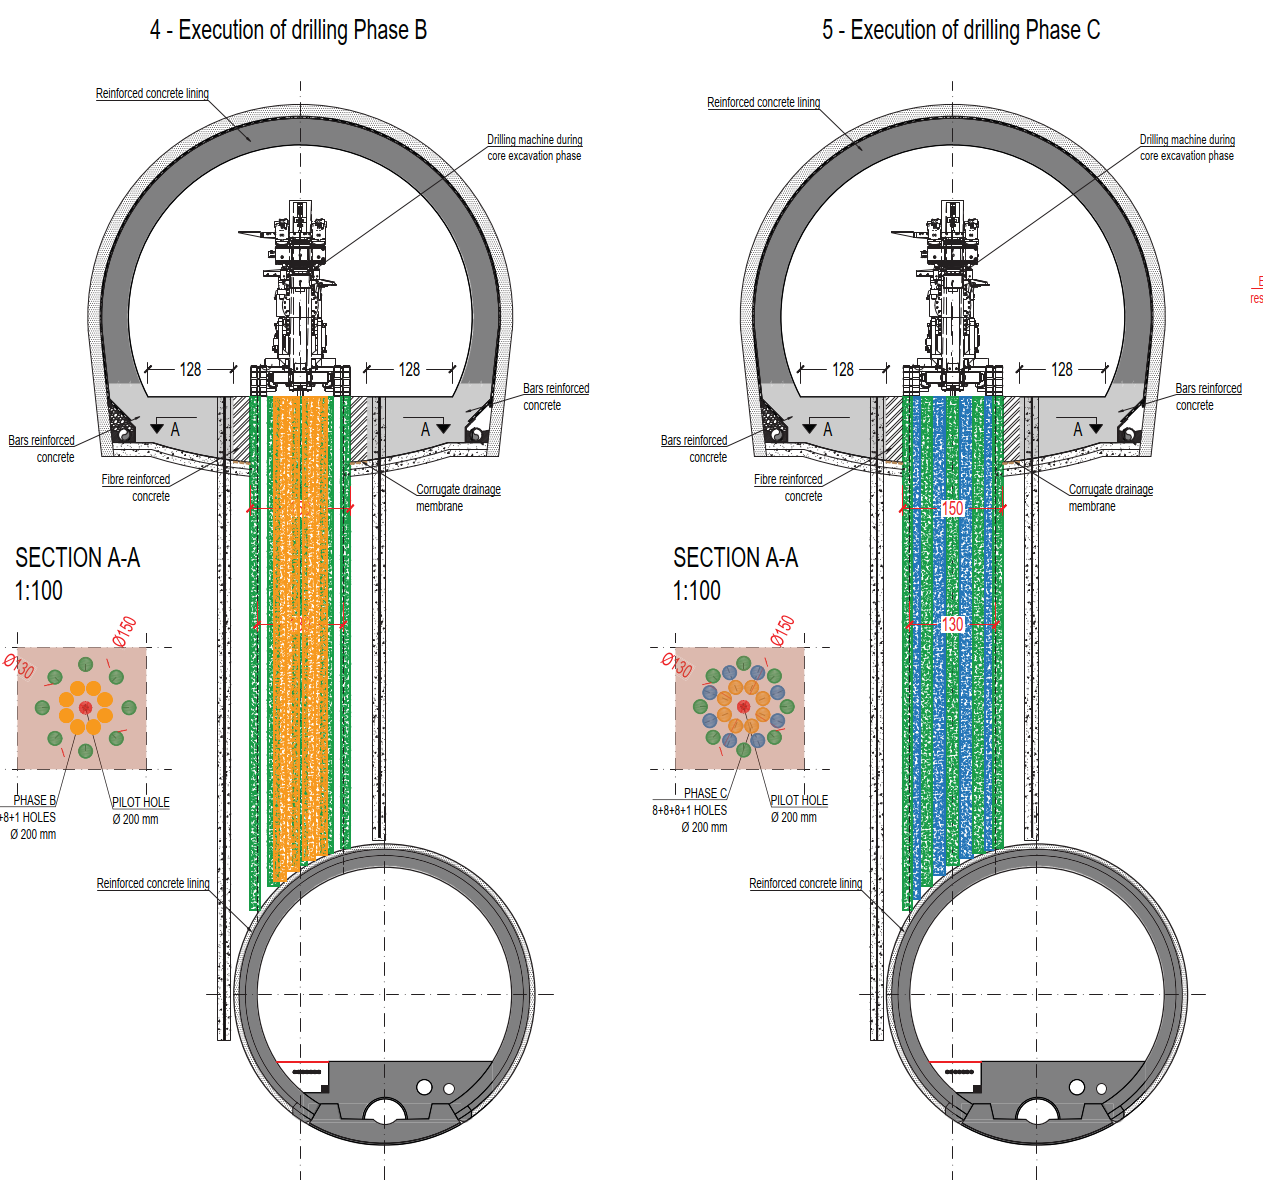 4 - Execution of drilling Phase B
Reinforced concrete lining
Drilling machine during
core excavation phase
128
128
Bars reinforced
concrete
A
A
Bars reinforced
concrete
Fibre reinforced
concrete
Corrugate drainage
membrane
SECTION A-A
1:100
Ø130
Ø150
PHASE B
+8+1 HOLES
Ø 200 mm
PILOT HOLE
Ø 200 mm
Reinforced concrete lining
5 - Execution of drilling Phase C
Reinforced concrete lining
Drilling machine during
core excavation phase
128
128
Bars reinforced
concrete
A
A
Bars reinforced
concrete
Fibre reinforced
concrete
Corrugate drainage
membrane
150
SECTION A-A
1:100
130
Ø130
Ø150
PHASE C
8+8+8+1 HOLES
Ø 200 mm
PILOT HOLE
Ø 200 mm
Reinforced concrete lining
res